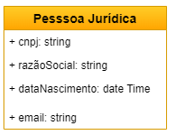 Pesssoa Jurídica
+ cnpj: string
+ razãoSocial: string
+ dataNascimento: date Time
+ email: string